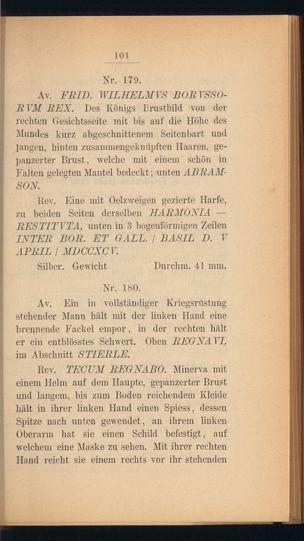 101
Nr. 179.
Av. FRID. WILHELMVS BORVSSO-
RVM REX. Des Königs Brustbild von der
rechten Gesichtsseite mit bis auf die Höhe des
Mundes kurz abgeschnittenem Seitenbart und
langen, hinten zusammengeknüpften Haaren, ge-
panzerter Brust, welche mit einem schön in
Falten gelegten Mantel bedeckt; unten ABRAM-
SON.
Rev. Eine mit Oelzweigen gezierte Harfe,
zu beiden Seiten derselben HARMONIA —
RESTITVTA, unten in 3 bogenförmigen Zeilen
INTER BOR. ET GALL. / BASIL D. V
APRIL / MDCCXCV.
Silber. Gewicht Durchm. 41 mm.
Nr. 180.
Av. Ein in vollständiger Kriegsrüstung
stehender Mann hält mit der linken Hand eine
brennende Fackel empor, in der rechten hält
er ein entblösstes Schwert. Oben REGNAVI,
im Abschnitt STIERLE.
Rev. TECUM REGNABO. Minerva mit
einem Helm auf dem Haupte, gepanzerter Brust
und langem, bis zum Boden reichendem Kleide
hält in ihrer linken Hand einen Spiess, dessen
Spitze nach unten gewendet, an ihrem linken
Oberarm hat sie einen Schild befestigt, auf
welchem eine Maske zu sehen. Mit ihrer rechten
Hand reicht sie einem rechts vor ihr stehenden